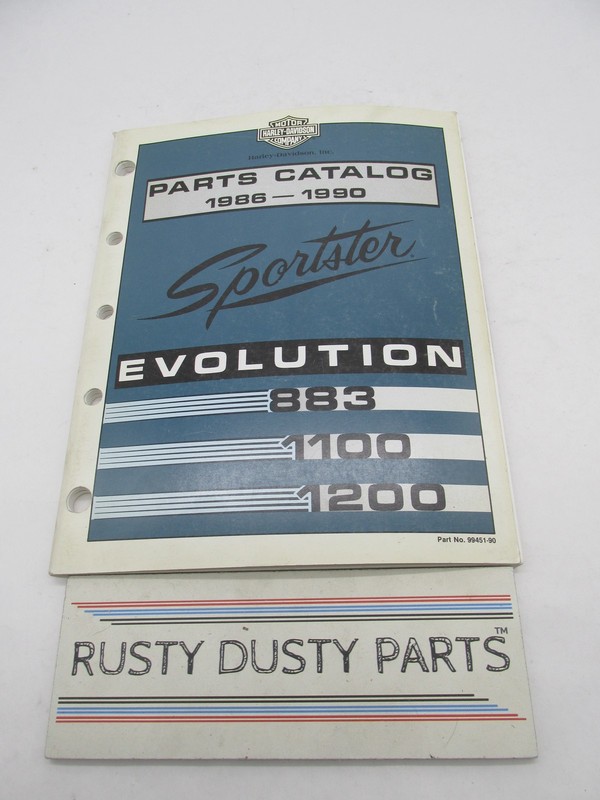 MOTOR
HARLEY-DAVIDSON
COMPANY
Harley-Davidson, Inc.
PARTS CATALOG
1986 — 1990
Sportster
EVOLUTION
883
1100
1200
Part No. 99451-90
RUSTY DUSTY PARTS™